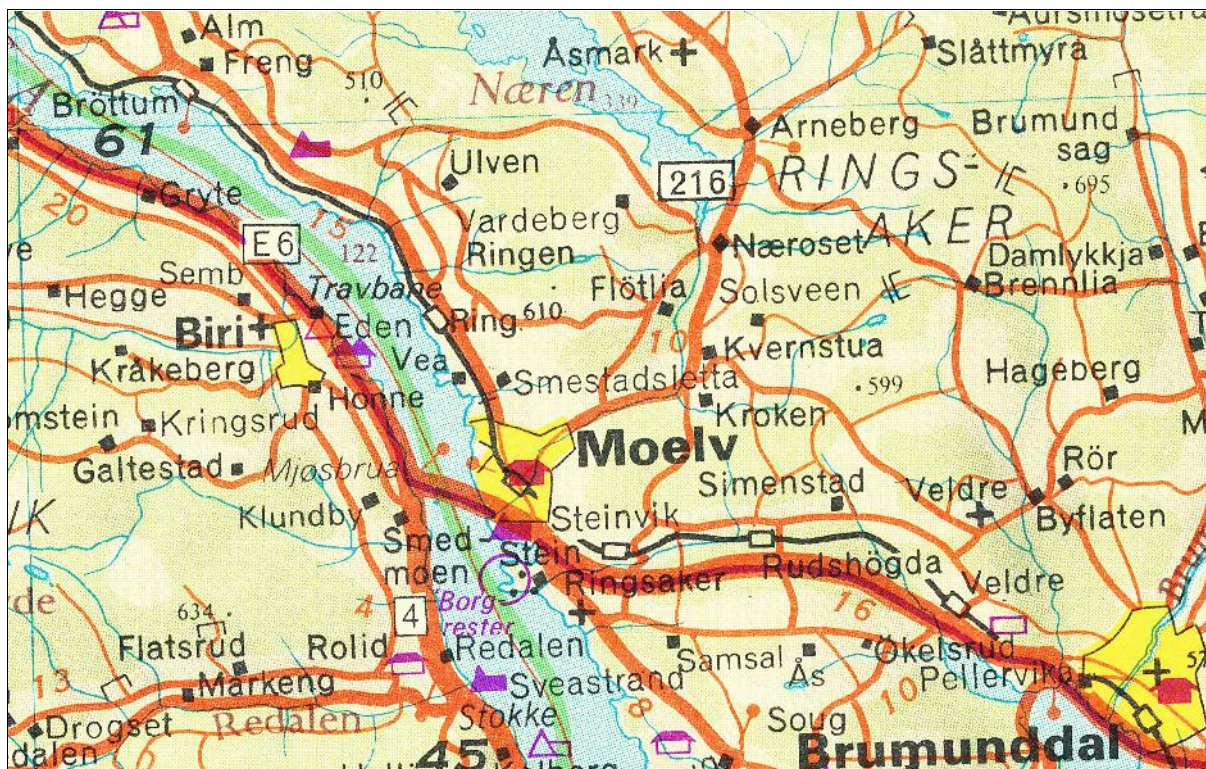 Alm
Freng
510
Bröttum
61
Gryte
20
15
E6
122
Semb
Travbane
Hegge
Biri
Eden
Kråkeberg
Vea
Honne
Kringsrud
Galtestad
Mjøsbrua
Klundby
Åsmark
Slåttmyra
Næren
339
Arneberg
Brumund
sag
Ulven
216
RINGS-
AKER
695
Vardeberg
Ringen
Næroset
Damlykkja
Brennlia
Flötlia
Solsveen
Ring
610
10
Kvernstua
Smestadsletta
599
Hageberg
Kroken
Moelv
Simenstad
Rör
Veldre
Byflaten
Steinvik
Smed
moen
Stein
Ringsaker
Rudshögda
Veldre
Borg
rester
16
4
4
634
Flatsrud
Rolid
Redalen
Samsal
Ås
Ökelsrud
Pellervika
13
Markeng
Sveastrand
10
Drogset
dalen
Redalen
Stokke
8
Soug
45
Brumunddal